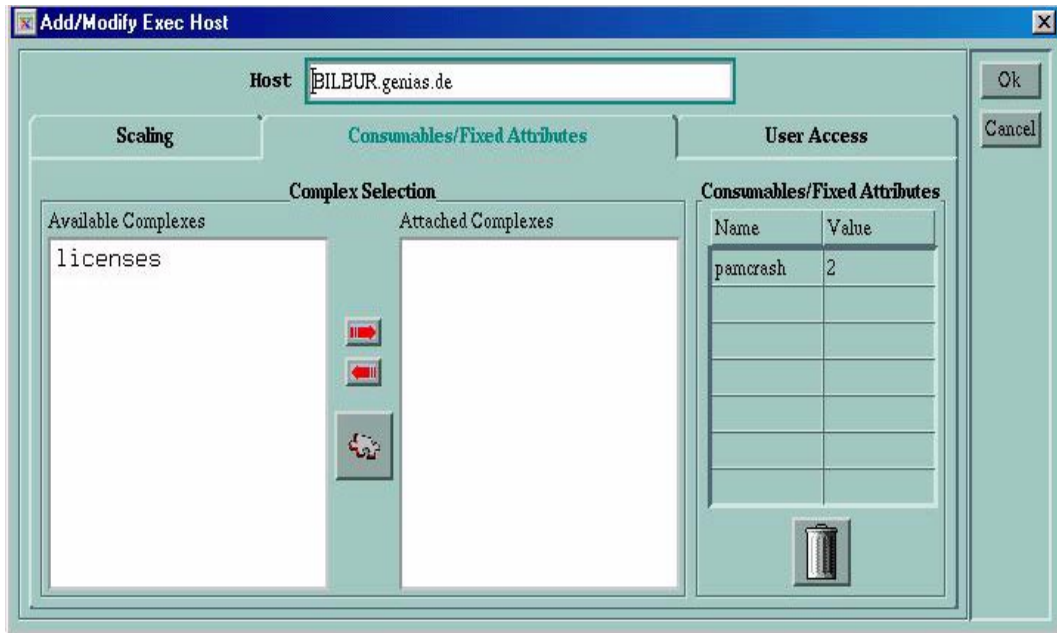 Add/Modify Exec Host
Host BILBUR.genias.de
Ok
Cancel
Scaling Consumables/Fixed Attributes User Access
Complex Selection
Available Complexes Attached Complexes
licenses
Consumables/Fixed Attributes
Name Value
pamcrash 2